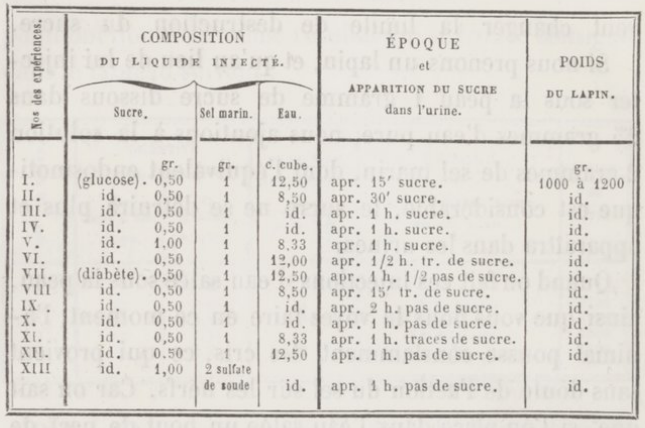 Nos des expériences.
COMPOSITION
DU LIQUIDE INJECTÉ.
ÉPOQUE
et
APPARITION DU SUCRE
dans l'urine.
POIDS
DU LAPIN.
Sucre. Sel marin. Eau.
gr. gr. c. cube. gr.
I. (glucose). 0,50 1 12,50 apr. 15' sucre. 1000 à 1200
II. id. 0,50 1 8,50 apr. 30' sucre. id.
III. id. 0,50 1 id. apr. 1 h. sucre. id.
IV. id. 0,50 1 id. apr. 1 h. sucre. id.
V. id. 1,00 1 8,33 apr. 1 h. sucre. id.
VI. id. 0,50 1 12,00 apr. 1/2 h. tr. de sucre. id.
VII. (diabète). 0,50 1 12,50 apr. 1 h. 1/2 pas de sucre. id.
VIII id. 0,50 1 8,50 apr. 15' tr. de sucre. id.
IX. id. 0,50 1 id. apr. 2 h. pas de sucre. id.
X. id. 0,50 1 id. apr. 1 h. pas de sucre. id.
XI. id. 0,50 1 8,33 apr. 1 h. traces de sucre. id.
XII. id. 0.50 1 12,50 apr. 1 h. pas de sucre. id.
XIII id. 1,00 2 sulfate
de soude id. apr. 1 h. pas de sucre. id.